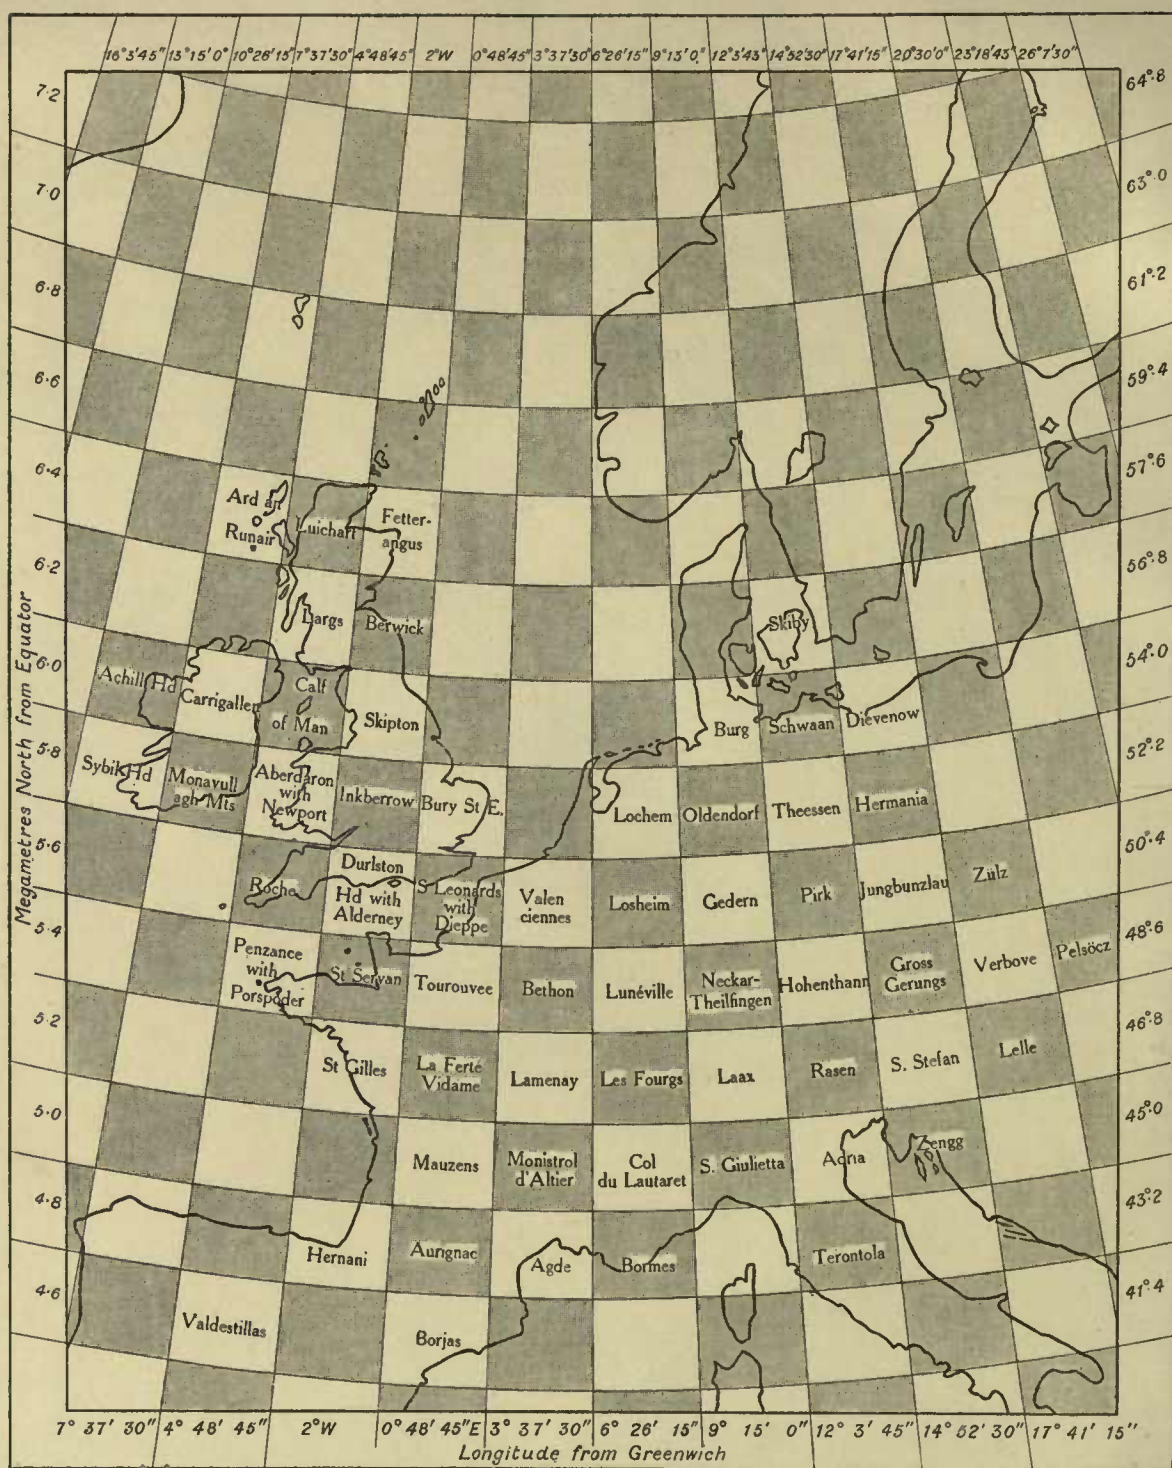 16°3'45" 13°15'0" 10°26'15" 7°37'30" 4°48'45" 2°W 0°48'45" 3°37'30" 6°26'15" 9°15'0" 12°3'45" 14°52'30" 17°41'15" 20°30'0" 23°18'45" 26°7'30"
7·2 64°·8
7·0 63°·0
6·8 61°·2
6·6 59°·4
6·4 57°·6
Ard an
Runair
Luichart
Fetter-
angus
6·2 56°·8
Largs Berwick Skiby
6·0 54°·0
Achill Hd Carrigallen
Calf
of Man
Skipton Burg Schwaan Dievenow
5·8 52°·2
Sybil Hd
Monavull
agh Mts
Aberdaron
with
Newport
Inkberrow Bury St E. Lochem Oldendorf Theessen Hermania
5·6 50°·4
Roche
Durlston
Hd with
Alderney
S Leonards
with
Dieppe
Valen
ciennes
Losheim Gedern Pirk Jungbunzlau Zülz
5·4 48°·6
Penzance
with
Porspoder
St Servan Tourouvee Bethon Lunéville
Neckar-
Theilfingen
Hohenthann
Gross
Gerungs
Verbove Pelsöcz
5·2 46°·8
St Gilles
La Ferté
Vidame
Lamenay Les Fourgs Laax Rasen S. Stefan Lelle
5·0 45°·0
Mauzens
Monistrol
d'Altier
Col
du Lautaret
S. Giulietta Adria Zengg
4·8 43°·2
Hernani Aurignac Agde Bormes Terontola
4·6 41°·4
Valdestillas Borjas
Megametres North from Equator
7° 37' 30" 4° 48' 45" 2°W 0° 48' 45"E 3° 37' 30" 6° 26' 15" 9° 15' 0" 12° 3' 45" 14° 52' 30" 17° 41' 15"
Longitude from Greenwich